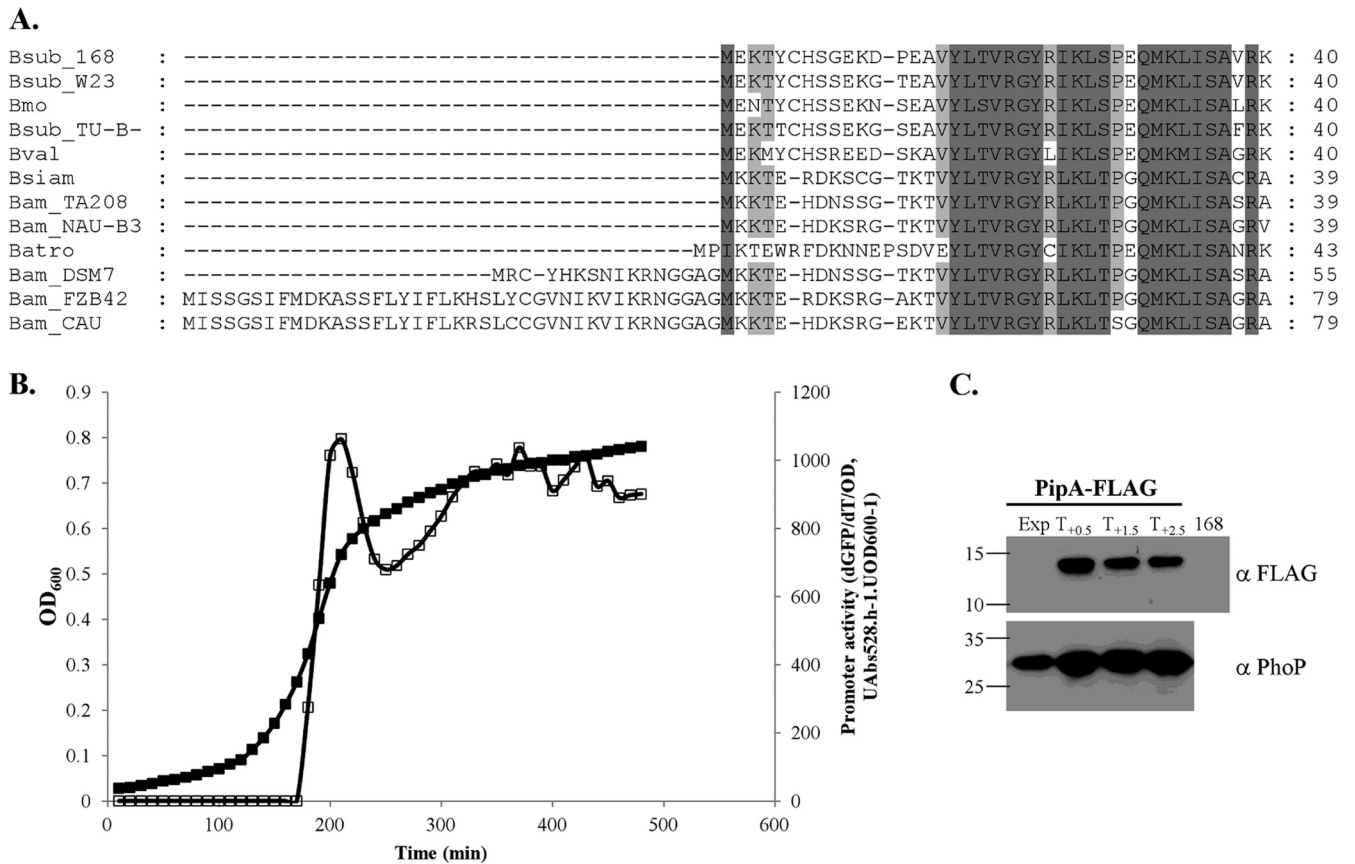 A.
Bsub_168 : ----------------------------------------MEKTYCHSGEKD-PEAVYLTVRGYRIKLSPEQMKLISAVRK : 40
Bsub_W23 : ----------------------------------------MEKTYCHSSEKD-PEAVYLTVRGYRIKLSPEQMKLISAVRK : 40
Bmo : ----------------------------------------MENTYCHSSEKN-SEAVYLSVRGYRIKLSPEQMKLISALRK : 40
Bsub_TU-B- : ----------------------------------------MEKTTCHSSEKG-SEAVYLTVRGYRIKLSPEQMKLISAFRK : 40
Bval : ----------------------------------------MEKMYCHSREED-SKAVYLTVRGYLIKLSPEQMKMISAGRK : 40
Bsiam : ----------------------------------------MKKTE-RDKSCG-TKTVYLTVRGYRLKLTPGQMKLISACRA : 39
Bam_TA208 : ----------------------------------------MKKTE-HDNSSG-TKTVYLTVRGYRLKLTPGQMKLISASRA : 39
Bam_NAU-B3 : ----------------------------------------MKKTE-HDKSRG-TKTVYLTVRGYRLKLTPGQMKLISAGRV : 39
Batro : --------------------------------------MPIKTEWRFDKNNEPSDVEYLTVRGYCIKLTPEQMKLISANRK : 43
Bam_DSM7 : -----------------------MRC-YHKSNIKRNGGAGMKKTE-HDNSSG-TKTVYLTVRGYRLKLTPGQMKLISASRA : 55
Bam_FZB42 : MISSGSIFMDKASSFLYIFLKHSLYCGVNIKVIKRNGGAGMKKTE-RDKSRG-AKTVYLTVRGYRLKLTPGQMKLISAGRA : 79
Bam_CAU : MISSGSIFMDKASSFLYIFLKRSLCCGVNIKVIKRNGGAGMKKTE-HDKSRG-EKTVYLTVRGYRLKLTSGQMKLISAGRA : 79
B.
OD600
0.9
0.8
0.7
0.6
0.5
0.4
0.3
0.2
0.1
0
0 100 200 300 400 500 600
Time (min)
1200
1000
800
600
400
200
0
Promoter activity (dGFP/dT/OD,
UAbs528.h-1.UOD600-1)
C.
PipA-FLAG
Exp T+0.5 T+1.5 T+2.5 168
15
10
α FLAG
35
25
α PhoP